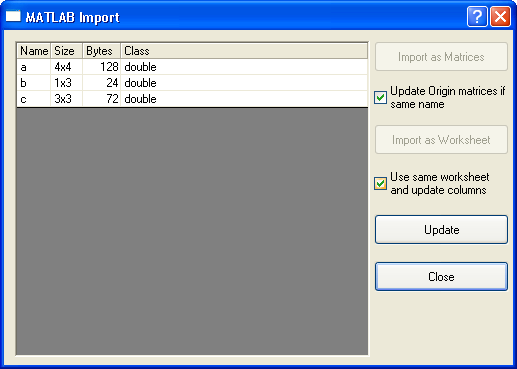 MATLAB Import
Name Size Bytes Class
a 4x4 128 double
b 1x3 24 double
c 3x3 72 double
Import as Matrices
Update Origin matrices if
same name
Import as Worksheet
Use same worksheet
and update columns
Update
Close